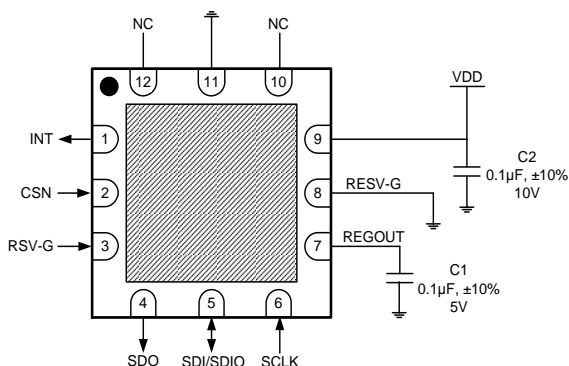 NC
NC
12
11
10
VDD
INT
1
9
C2
0.1µF, ±10%
10V
CSN
2
8
RESV-G
RSV-G
3
7
REGOUT
C1
0.1µF, ±10%
5V
4
5
6
SDO
SDI/SDIO
SCLK